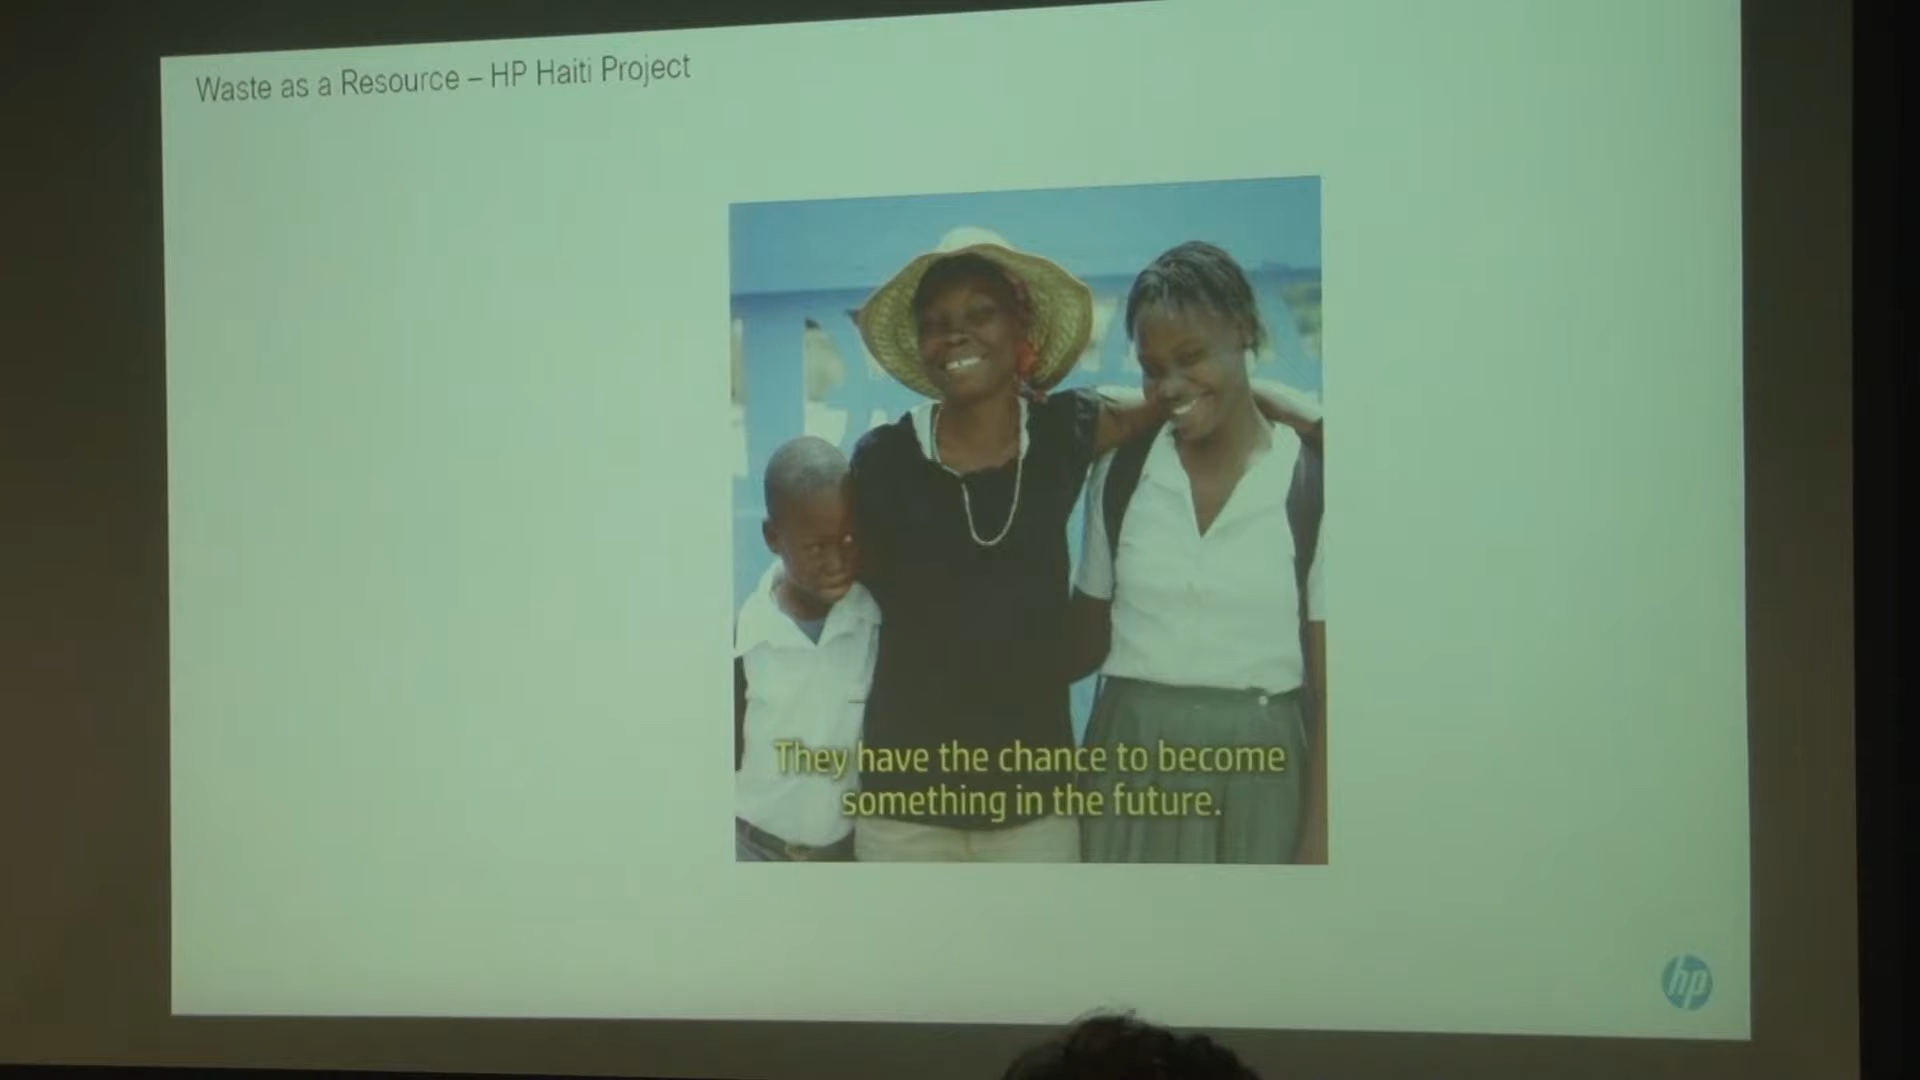 Waste as a Resource – HP Haiti Project
They have the chance to become
something in the future.
hp